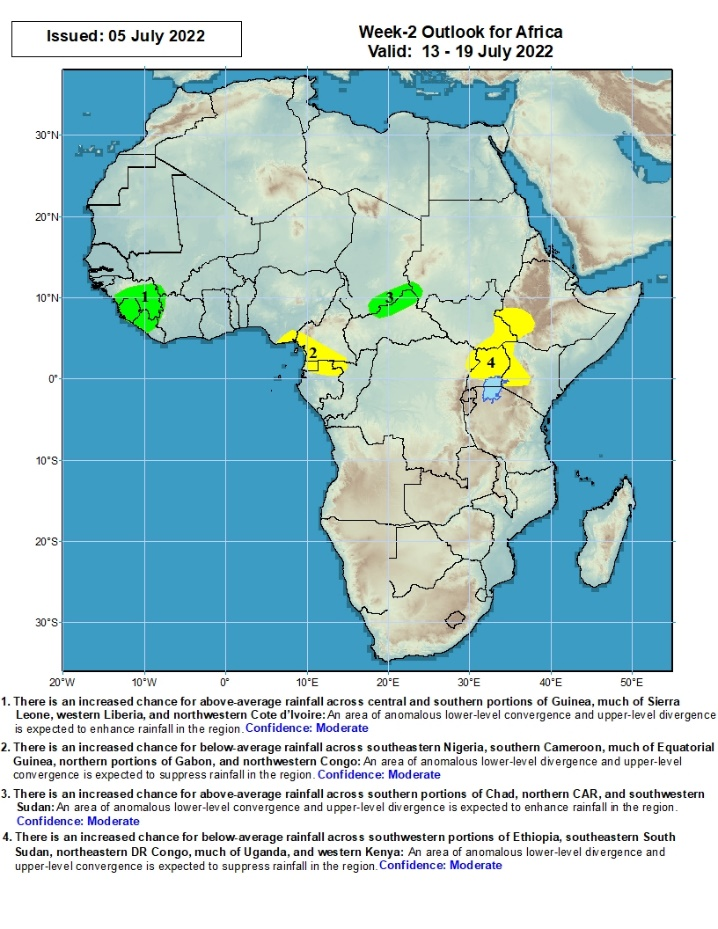 Issued: 05 July 2022
Week-2 Outlook for Africa
Valid: 13 - 19 July 2022
30°N
20°N
10°N
0°
10°S
20°S
30°S
1
2
3
4
20°W
10°W
0°
10°E
20°E
30°E
40°E
50°E
1. There is an increased chance for above-average rainfall across central and southern portions of Guinea, much of Sierra
Leone, western Liberia, and northwestern Cote d'Ivoire: An area of anomalous lower-level convergence and upper-level divergence
is expected to enhance rainfall in the region. Confidence: Moderate
2. There is an increased chance for below-average rainfall across southeastern Nigeria, southern Cameroon, much of Equatorial
Guinea, northern portions of Gabon, and northwestern Congo: An area of anomalous lower-level divergence and upper-level
convergence is expected to suppress rainfall in the region. Confidence: Moderate
3. There is an increased chance for above-average rainfall across southern portions of Chad, northern CAR, and southwestern
Sudan: An area of anomalous lower-level convergence and upper-level divergence is expected to enhance rainfall in the region.
Confidence: Moderate
4. There is an increased chance for below-average rainfall across southwestern portions of Ethiopia, southeastern South
Sudan, northeastern DR Congo, much of Uganda, and western Kenya: An area of anomalous lower-level divergence and
upper-level convergence is expected to suppress rainfall in the region. Confidence: Moderate